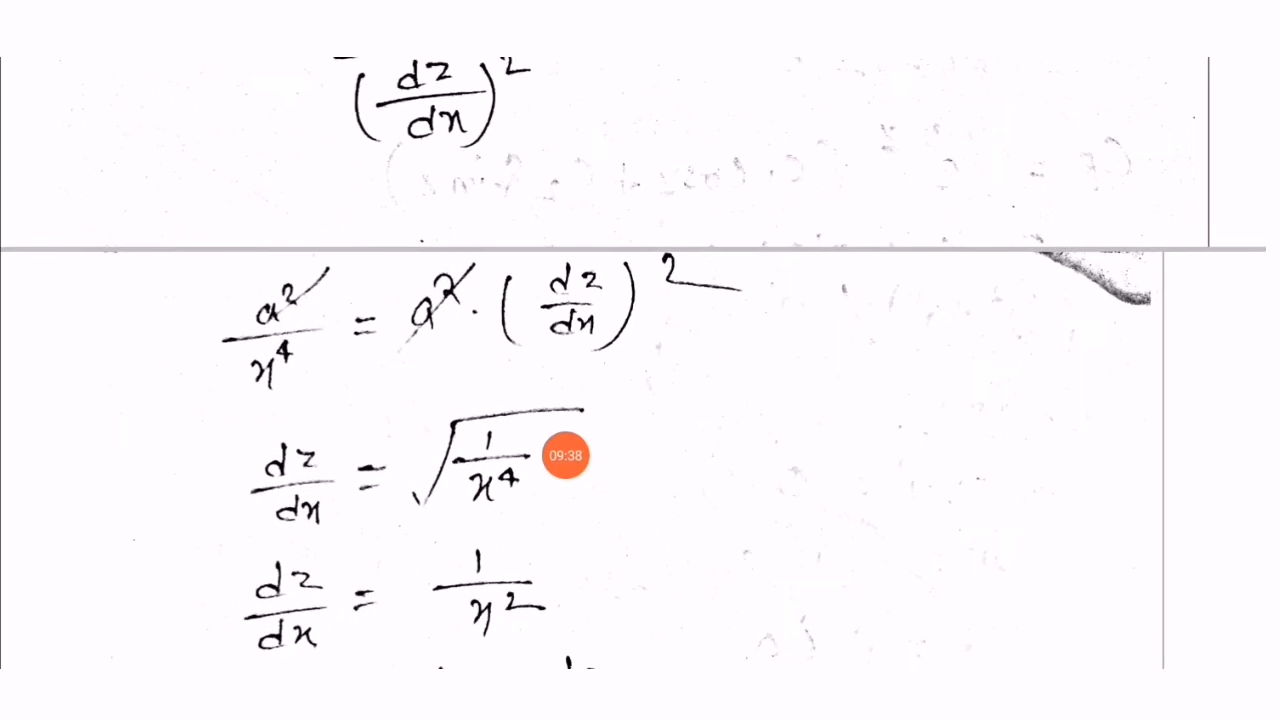 (dz/dx)²
a²/x⁴ = a² · (dz/dx)²
dz/dx = √(1/x⁴)
09:38
dz/dx = 1/x²